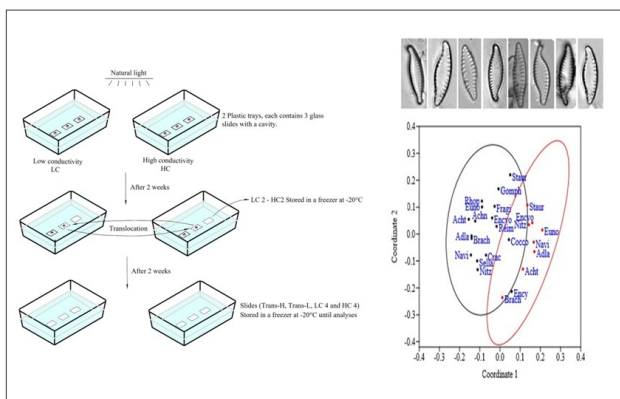 Natural light
2 Plastic trays, each contains 3 glass
slides with a cavity.
Low conductivity
LC
High conductivity
HC
After 2 weeks
LC 2 - HC2 Stored in a freezer at -20°C
Translocation
After 2 weeks
Slides (Trans-H, Trans-L, LC 4 and HC 4)
Stored in a freezer at -20°C until analyses
Coordinate 2
0.4
0.3
0.2
0.1
0.0
-0.1
-0.2
-0.3
-0.4
Staur
Gomph
Rhop
Fragi
Staur
Acht
Achn
Encyo
Encyo
Nitz
Euno
Adla
Brach
Cocco
Navi
Navi
Crac
Adla
Nitz
Acht
Ency
Brach
-0.4 -0.3 -0.2 -0.1 0.0 0.1 0.2 0.3 0.4
Coordinate 1